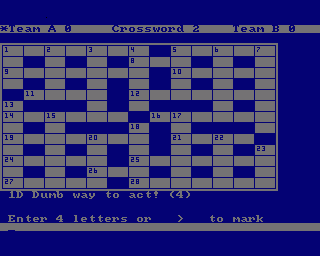 *Team A 0 Crossword 2 Team B 0
1 2 3 4 5 6 7
8
9 10
11 12
13
14 15 16 17
18
19 20 21 22
23
24 25
26
27 28
1D Dumb way to act! (4)
Enter 4 letters or > to mark